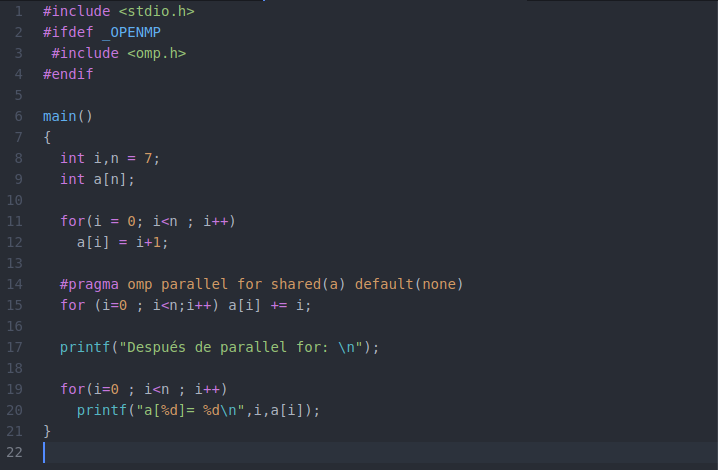 1 #include <stdio.h>
2 #ifdef _OPENMP
3  #include <omp.h>
4 #endif
5
6 main()
7 {
8   int i,n = 7;
9   int a[n];
10
11   for(i = 0; i<n ; i++)
12     a[i] = i+1;
13
14   #pragma omp parallel for shared(a) default(none)
15   for (i=0 ; i<n;i++) a[i] += i;
16
17   printf("Después de parallel for: \n");
18
19   for(i=0 ; i<n ; i++)
20     printf("a[%d]= %d\n",i,a[i]);
21 }
22